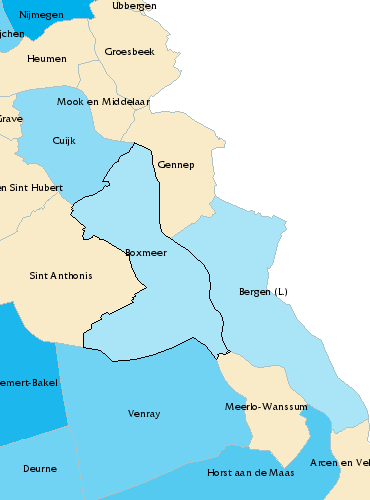 Ubbergen
Nijmegen
jchen
Groesbeek
Heumen
Mook en Middelaar
Grave
Cuijk
Gennep
en Sint Hubert
Boxmeer
Sint Anthonis
Bergen (L.)
emert-Bakel
Meerlo-Wanssum
Venray
Arcen en Vel
Deurne
Horst aan de Maas